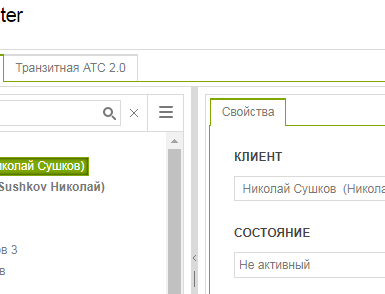 ter
Транзитная АТС 2.0
Свойства
иколай Сушков)
Sushkov Николай)
ов 3
в
КЛИЕНТ
Николай Сушков (Никола
СОСТОЯНИЕ
Не активный